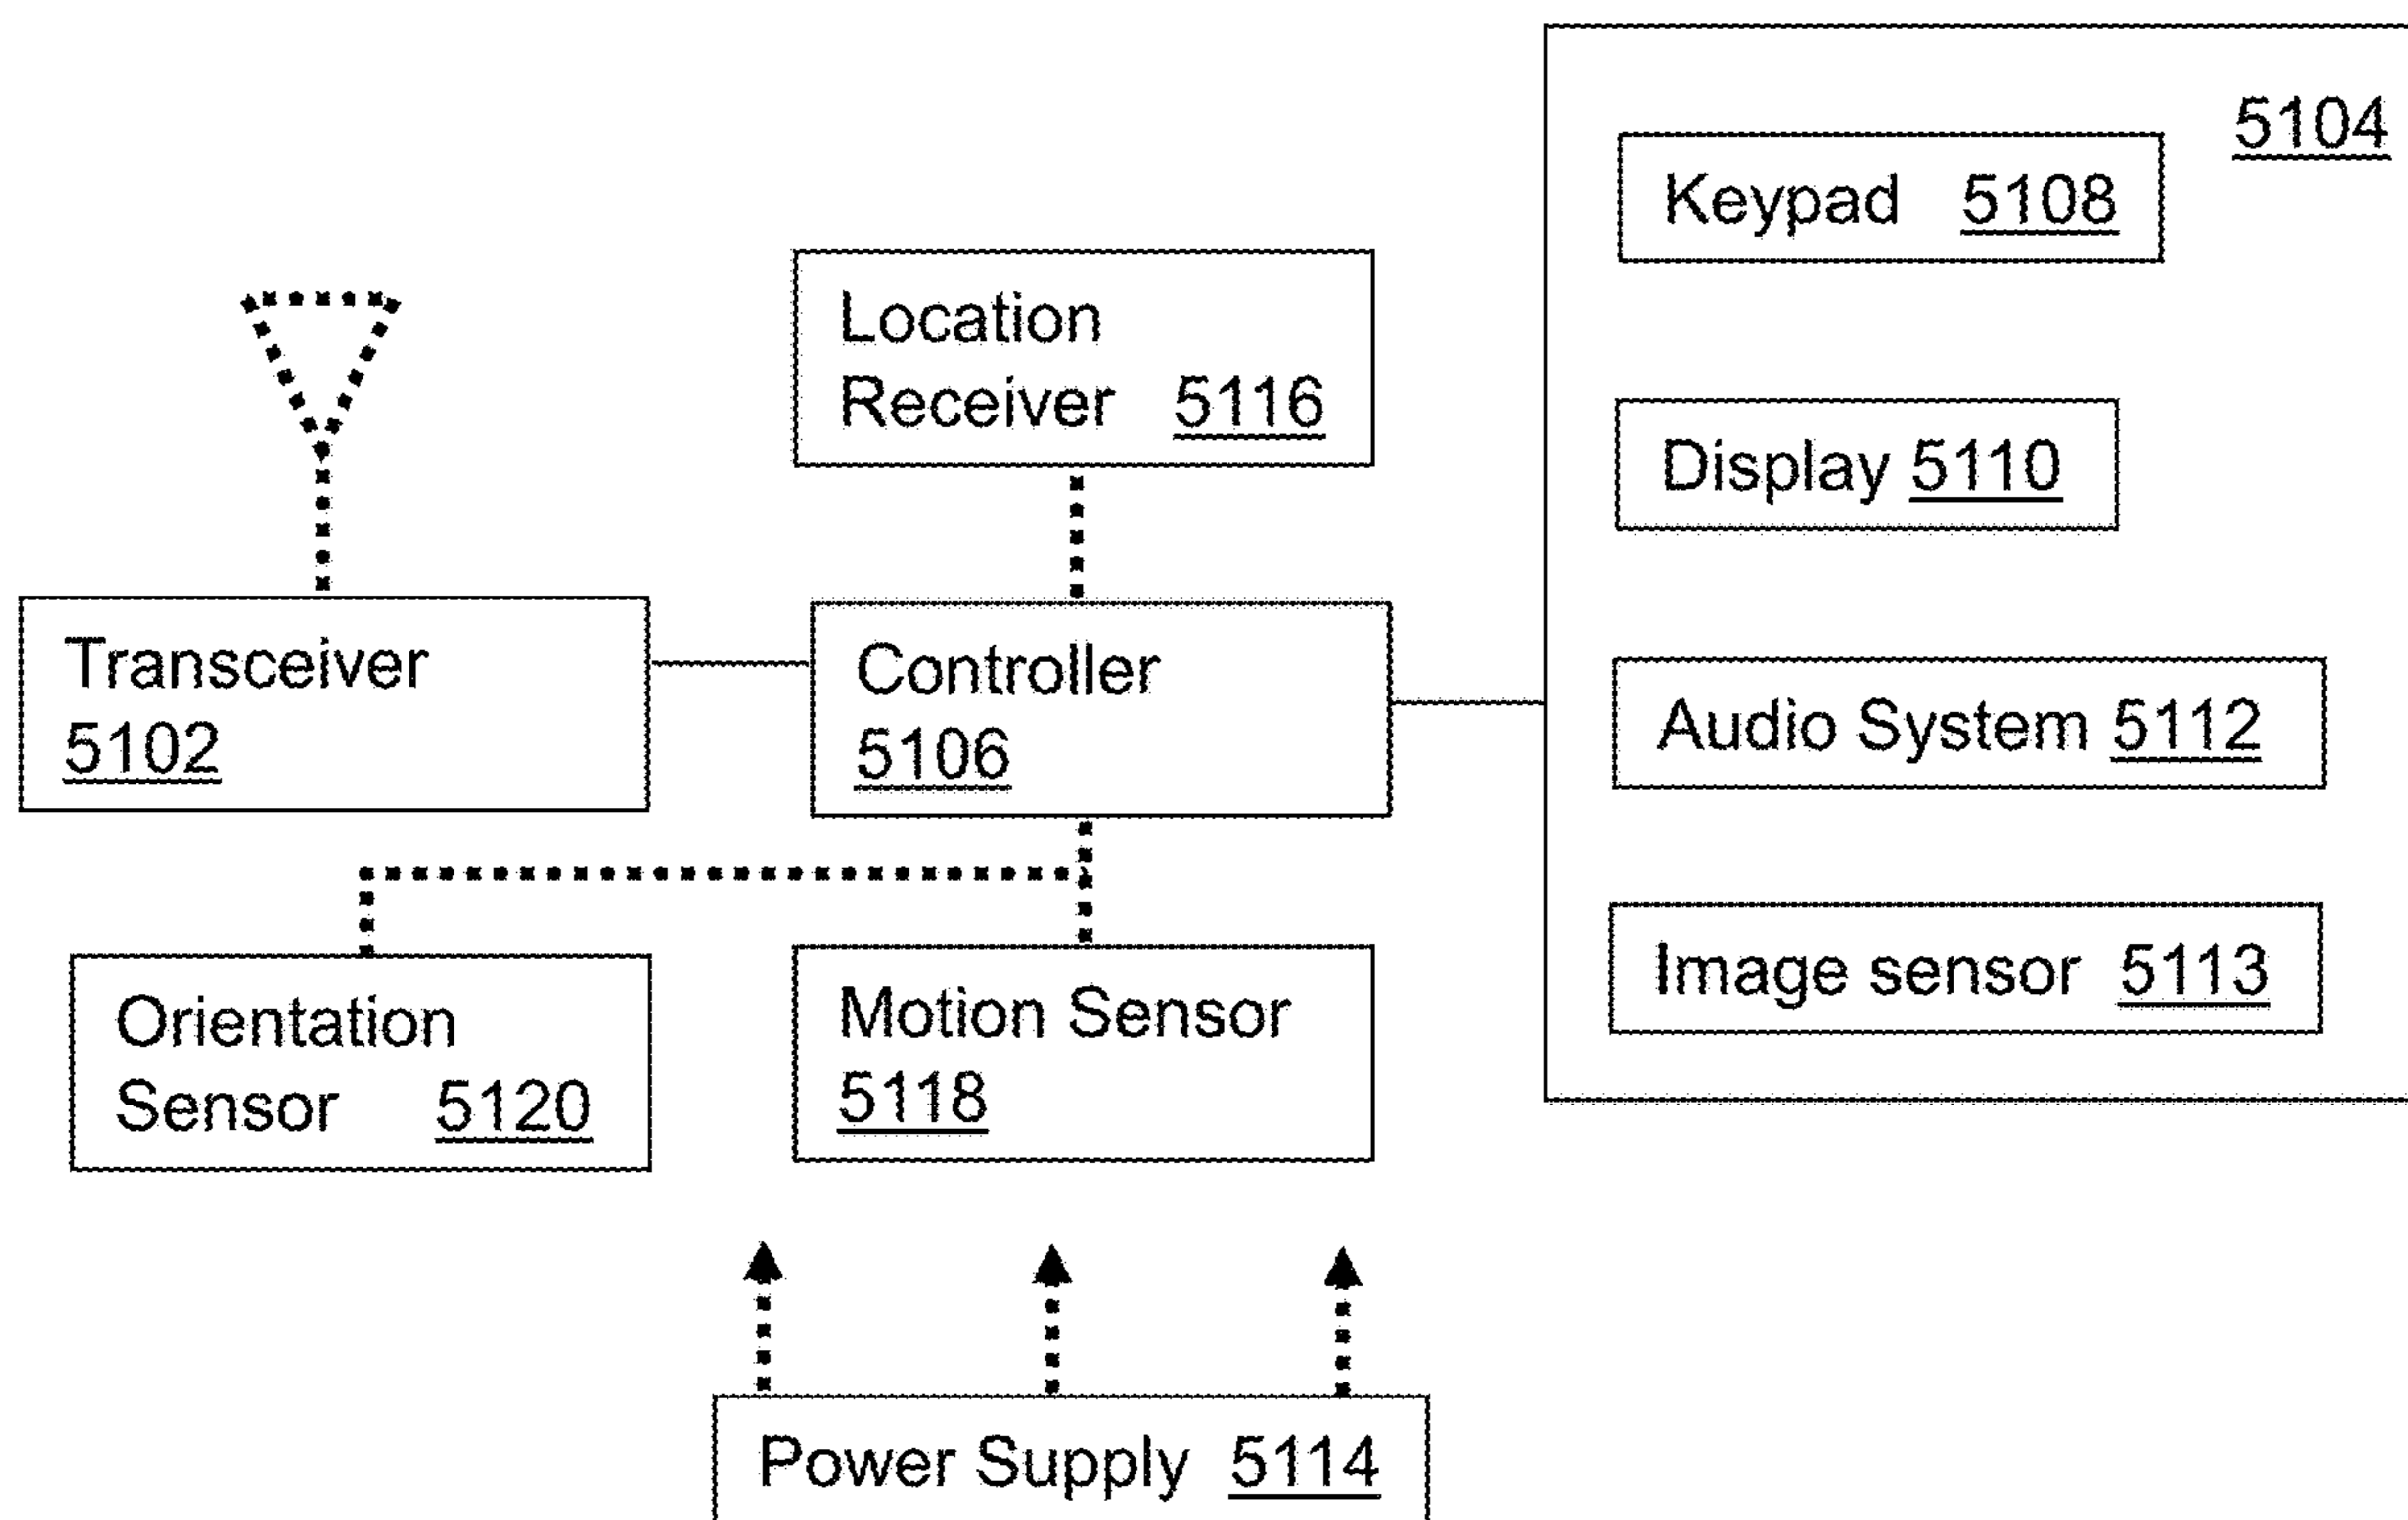 5104
Keypad 5108
Location
Receiver 5116
Display 5110
Transceiver
5102
Controller
5106
Audio System 5112
Image sensor 5113
Orientation
Sensor 5120
Motion Sensor
5118
Power Supply 5114